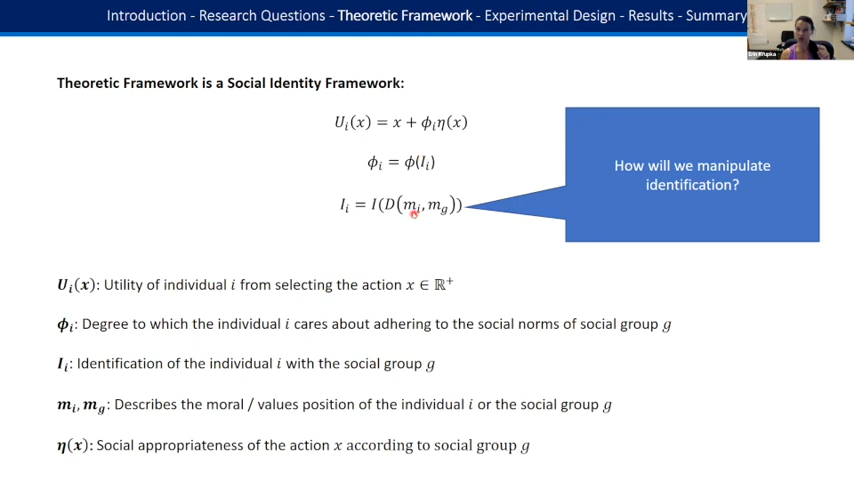 Introduction - Research Questions - Theoretic Framework - Experimental Design - Results - Summary
Erin Krupka
Theoretic Framework is a Social Identity Framework:
Uᵢ(x) = x + ϕᵢη(x)
ϕᵢ = ϕ(Iᵢ)
Iᵢ = I(D(mᵢ, m_g))
How will we manipulate
identification?
Uᵢ(x): Utility of individual i from selecting the action x ∈ ℝ⁺
ϕᵢ: Degree to which the individual i cares about adhering to the social norms of social group g
Iᵢ: Identification of the individual i with the social group g
mᵢ, m_g: Describes the moral / values position of the individual i or the social group g
η(x): Social appropriateness of the action x according to social group g